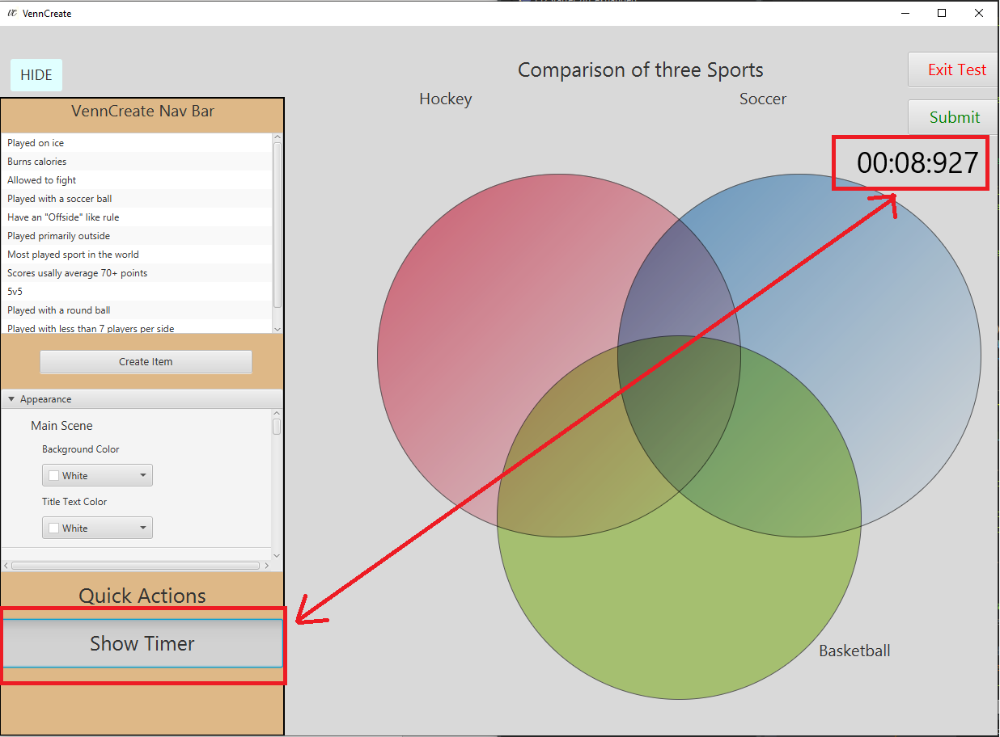 VC VennCreate
HIDE
Comparison of three Sports
Exit Test
Hockey
Soccer
Submit
00:08:927
VennCreate Nav Bar
Played on ice
Burns calories
Allowed to fight
Played with a soccer ball
Have an "Offside" like rule
Played primarily outside
Most played sport in the world
Scores usally average 70+ points
5v5
Played with a round ball
Played with less than 7 players per side
Create Item
Appearance
Main Scene
Background Color
White
Title Text Color
White
Quick Actions
Show Timer
Basketball